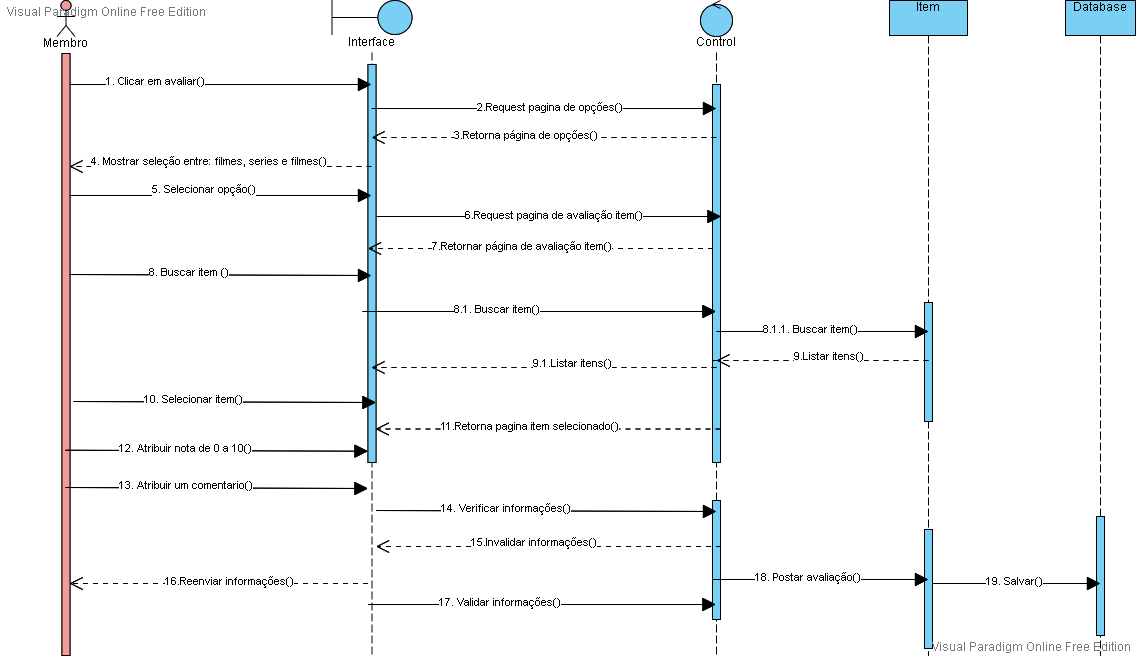 Visual Paradigm Online Free Edition
Membro
Interface
Control
Item
Database
1. Clicar em avaliar()
2.Request pagina de opções()
3.Retorna página de opções()
4. Mostrar seleção entre: filmes, series e filmes()
5. Selecionar opção()
6.Request pagina de avaliação item()
7.Retornar página de avaliação item()
8. Buscar item ()
8.1. Buscar item()
8.1.1. Buscar item()
9.Listar itens()
9.1.Listar itens()
10. Selecionar item()
11.Retorna pagina item selecionado()
12. Atribuir nota de 0 a 10()
13. Atribuir um comentario()
14. Verificar informações()
15.Invalidar informações()
16.Reenviar informações()
18. Postar avaliação()
19. Salvar()
17. Validar informações()
Visual Paradigm Online Free Edition